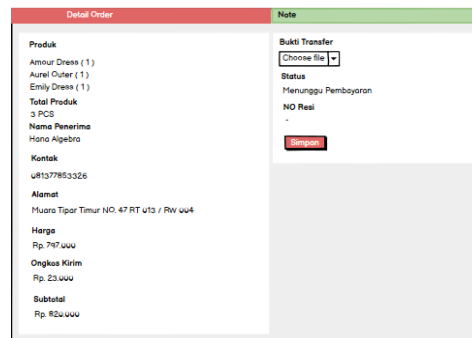 Detail Order
Produk
Amour Dress ( 1 )
Aurel Outer ( 1 )
Emily Dress ( 1 )
Total Produk
3 PCS
Nama Penerima
Hana Algebra
Kontak
081377853326
Alamat
Muara Tipar Timur NO. 47 RT 013 / RW 004
Harga
Rp. 797.000
Ongkos Kirim
Rp. 23.000
Subtotal
Rp. 820.000
Note
Bukti Transfer
Choose file
Status
Menunggu Pembayaran
NO Resi
-
Simpan